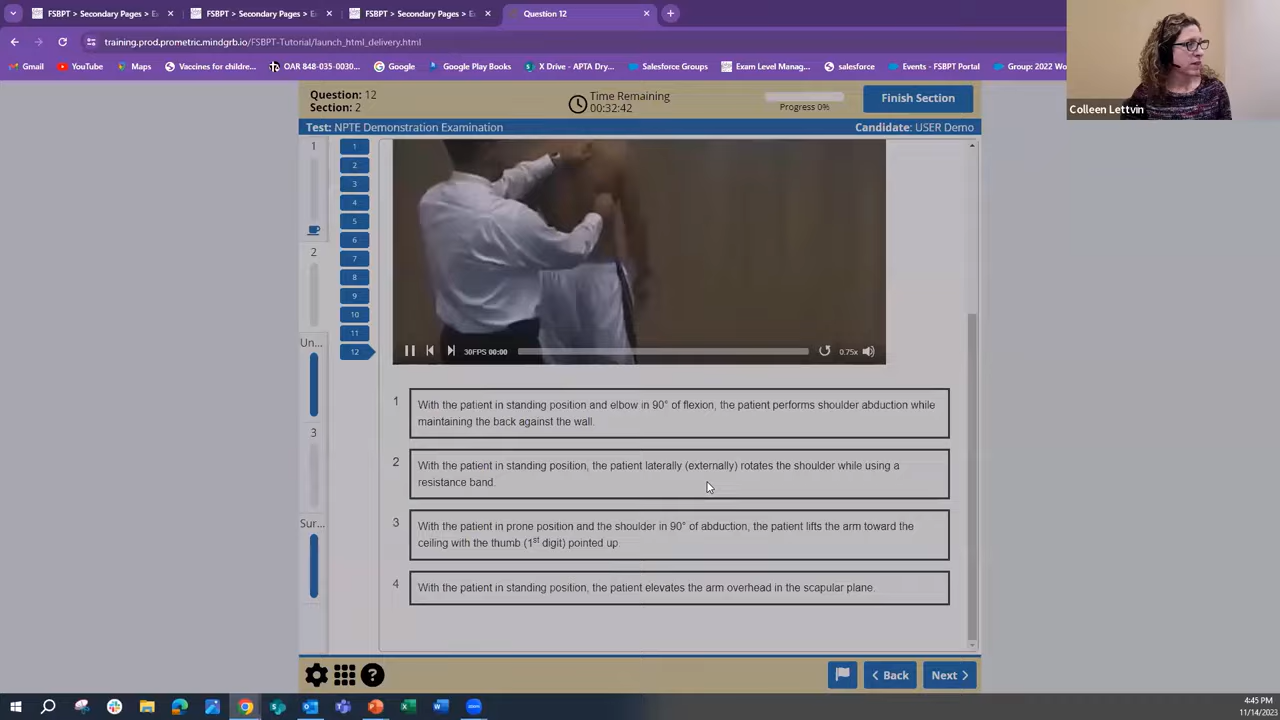 FSBPT > Secondary Pages > E
FSBPT > Secondary Pages > E
FSBPT > Secondary Pages > E
Question 12
training.prod.prometric.mindgrb.io/FSBPT-Tutorial/launch_html_delivery.html
Gmail
YouTube
Maps
Vaccines for childre...
OAR 848-035-0030...
Google
Google Play Books
X Drive - APTA Dry...
Salesforce Groups
Exam Level Manag...
salesforce
Events - FSBPT Portal
Group: 2022 Wo
Colleen Lettvin
Question: 12
Section: 2
Time Remaining
00:32:42
Progress 0%
Finish Section
Test: NPTE Demonstration Examination
Candidate: USER Demo
1
2
Un...
3
Sur...
1
2
3
4
5
6
7
8
9
10
11
12
30FPS 00:00
0.75x
1 With the patient in standing position and elbow in 90° of flexion, the patient performs shoulder abduction while
maintaining the back against the wall.
2 With the patient in standing position, the patient laterally (externally) rotates the shoulder while using a
resistance band.
3 With the patient in prone position and the shoulder in 90° of abduction, the patient lifts the arm toward the
ceiling with the thumb (1st digit) pointed up.
4 With the patient in standing position, the patient elevates the arm overhead in the scapular plane.
Back
Next
4:45 PM
11/14/2023